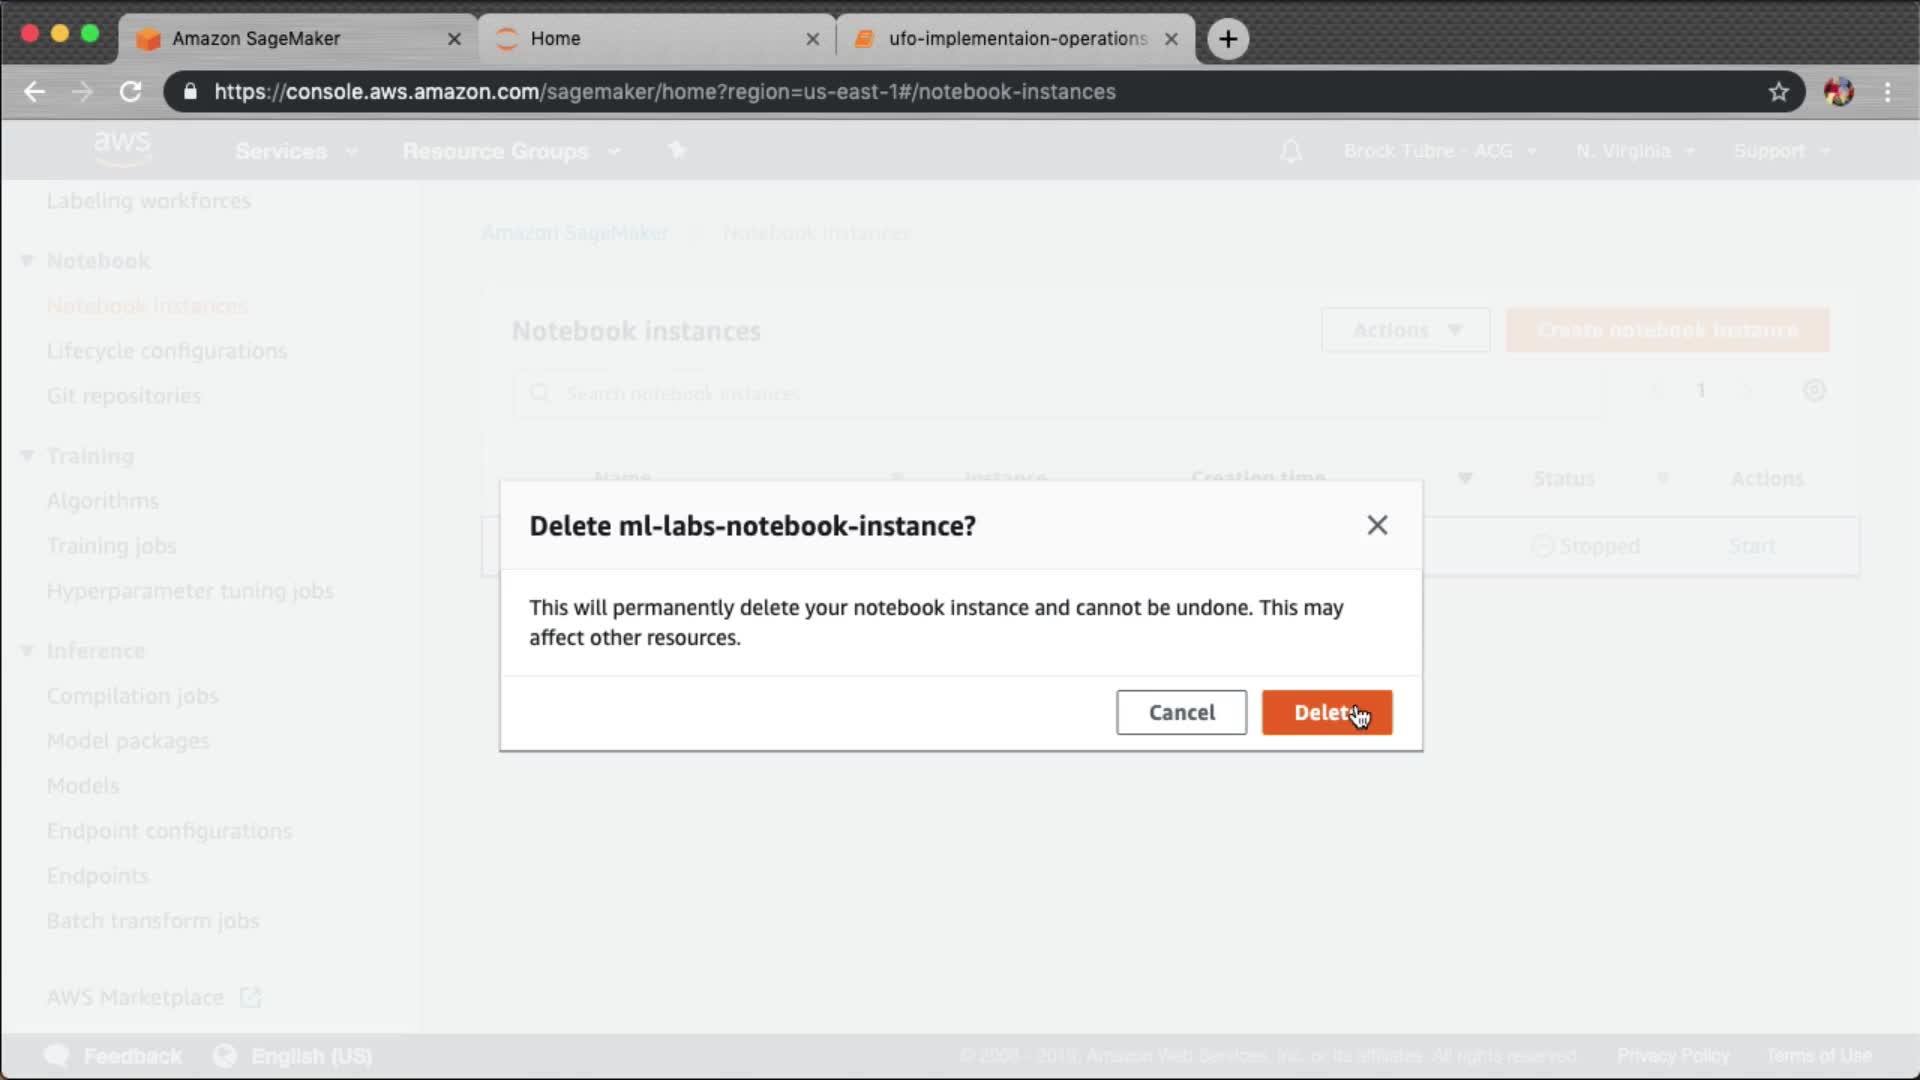 Amazon SageMaker
Home
ufo-implementaion-operations
https://console.aws.amazon.com/sagemaker/home?region=us-east-1#/notebook-instances
aws
Services
Resource Groups
Brock Tubre - ACG
N. Virginia
Support
Labeling workforces
Notebook
Notebook instances
Lifecycle configurations
Git repositories
Training
Algorithms
Training jobs
Hyperparameter tuning jobs
Inference
Compilation jobs
Model packages
Models
Endpoint configurations
Endpoints
Batch transform jobs
AWS Marketplace
Amazon SageMaker
Notebook instances
Notebook instances
Actions
Create notebook instance
Search notebook instances
1
Name
Instance
Creation time
Status
Actions
Stopped
Start
Delete ml-labs-notebook-instance?
This will permanently delete your notebook instance and cannot be undone. This may
affect other resources.
Cancel
Delete
Feedback
English (US)
© 2008 - 2019, Amazon Web Services, Inc. or its affiliates. All rights reserved.
Privacy Policy
Terms of Use